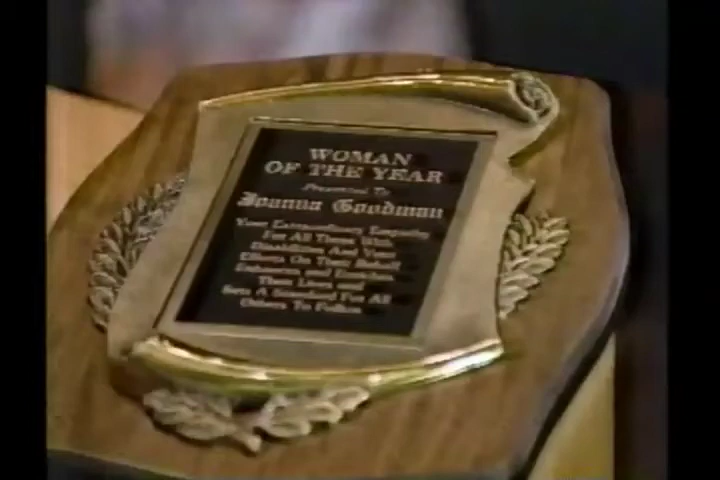 WOMAN
OF THE YEAR
Presented To
Joanna Goodman
Your Extraordinary Empathy
For All Those With
Disabilities And Your
Efforts On Their Behalf
Enhances and Enriches
Their Lives and
Sets A Standard For All
Others To Follow